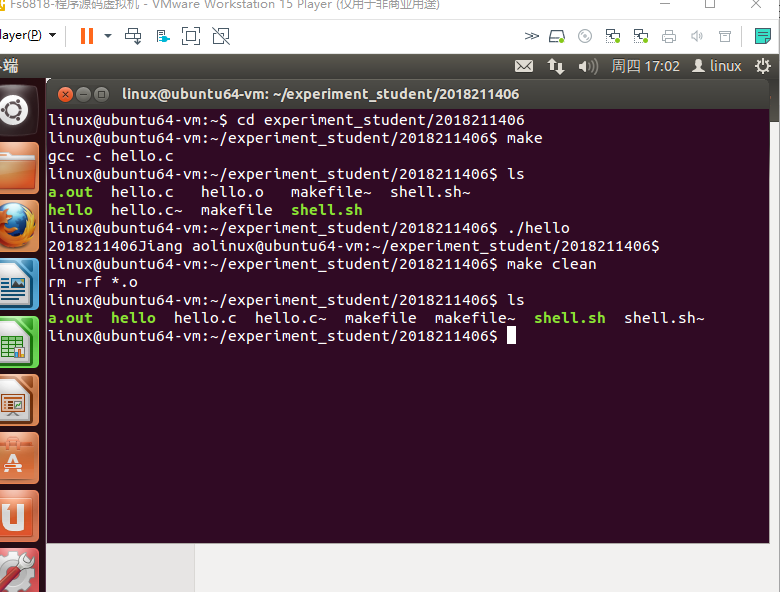 Fs6818-程序源码虚拟机 - VMware Workstation 15 Player (仅用于非商业用途)
layer(P)
端
周四 17:02 linux
linux@ubuntu64-vm: ~/experiment_student/2018211406
linux@ubuntu64-vm:~$ cd experiment_student/2018211406
linux@ubuntu64-vm:~/experiment_student/2018211406$ make
gcc -c hello.c
linux@ubuntu64-vm:~/experiment_student/2018211406$ ls
a.out hello.c hello.o makefile~ shell.sh~
hello hello.c~ makefile shell.sh
linux@ubuntu64-vm:~/experiment_student/2018211406$ ./hello
2018211406Jiang aolinux@ubuntu64-vm:~/experiment_student/2018211406$
linux@ubuntu64-vm:~/experiment_student/2018211406$ make clean
rm -rf *.o
linux@ubuntu64-vm:~/experiment_student/2018211406$ ls
a.out hello hello.c hello.c~ makefile makefile~ shell.sh shell.sh~
linux@ubuntu64-vm:~/experiment_student/2018211406$